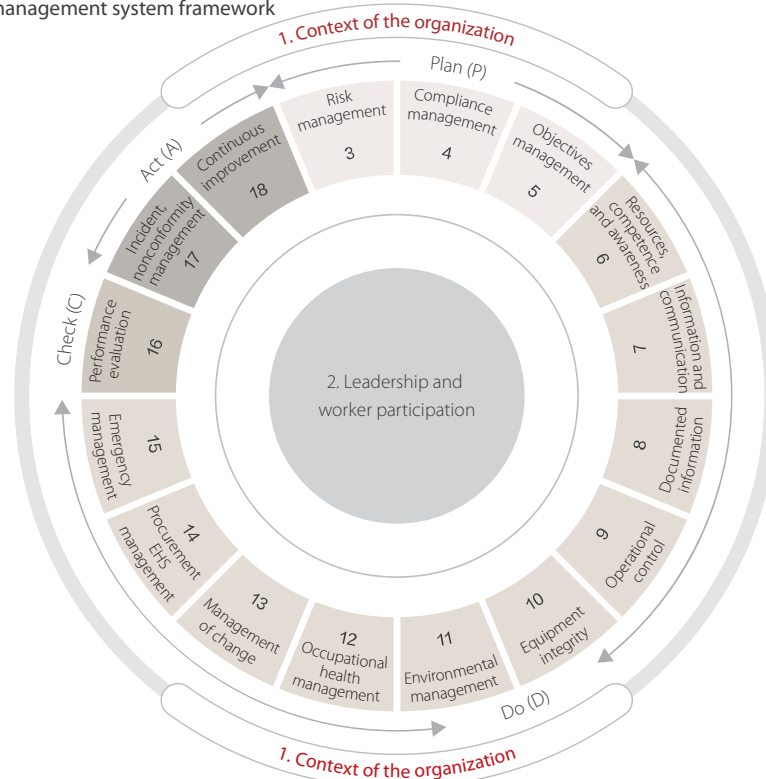 management system framework
1. Context of the organization
Plan (P)
Risk
management
3
Compliance
management
4
Objectives
management
5
Resources,
competence
and awareness
6
Information and
communication
7
Documented
information
8
Operational
control
9
Equipment
integrity
10
Do (D)
Environmental
management
11
Occupational
health
management
12
Management
of change
13
Procurement
EHS
management
14
Emergency
management
15
Check (C)
Performance
evaluation
16
Act (A)
Incident,
nonconformity
management
17
Continuous
improvement
18
2. Leadership and
worker participation
1. Context of the organization